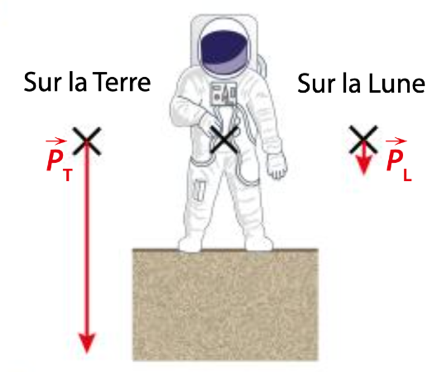 Sur la Terre
Sur la Lune
P⃗T
P⃗L